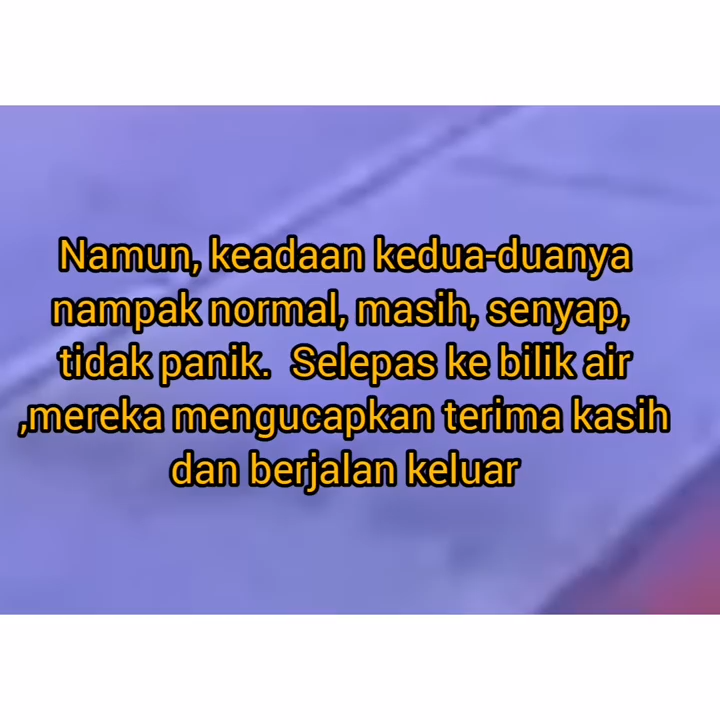 Namun, keadaan kedua-duanya
nampak normal, masih, senyap,
tidak panik.  Selepas ke bilik air
,mereka mengucapkan terima kasih
dan berjalan keluar